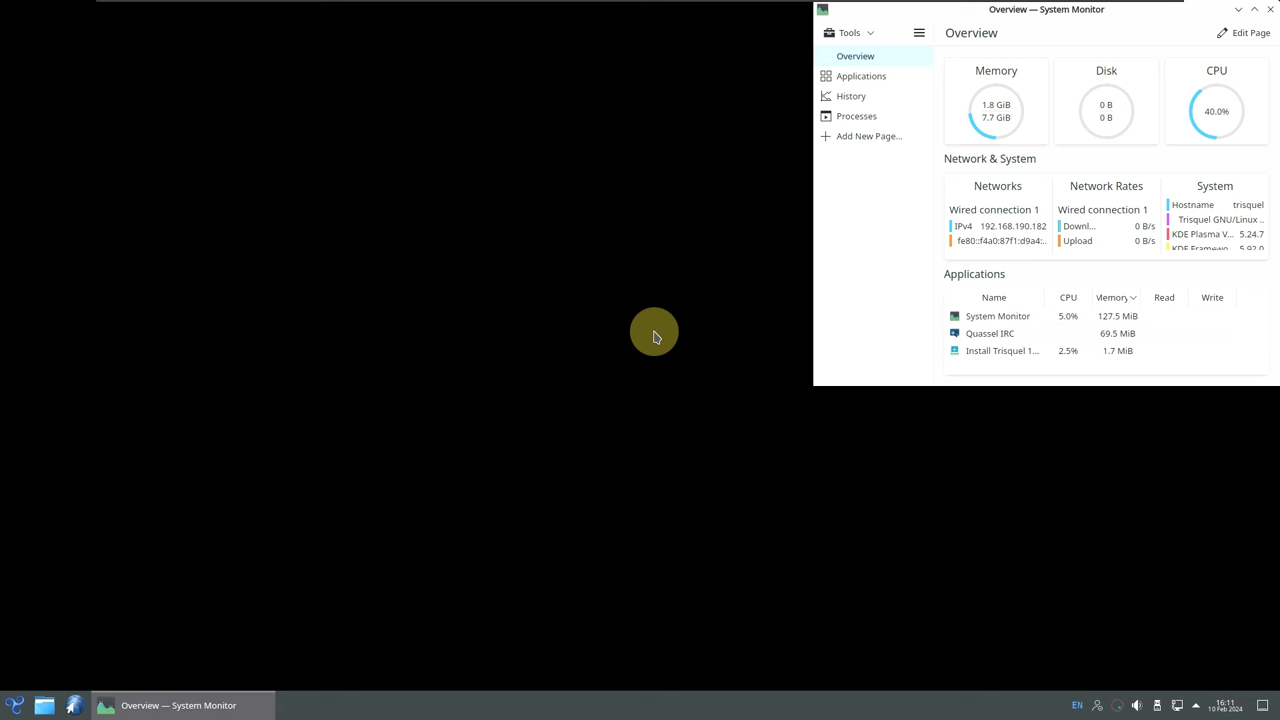 Overview — System Monitor
Tools
Overview
Edit Page
Overview
Applications
History
Processes
Add New Page...
Memory
1.8 GiB
7.7 GiB
Disk
0 B
0 B
CPU
40.0%
Network & System
Networks
Wired connection 1
IPv4 192.168.190.182
fe80::f4a0:87f1:d9a4:..
Network Rates
Wired connection 1
Downl... 0 B/s
Upload 0 B/s
System
Hostname trisquel
Trisquel GNU/Linux ..
KDE Plasma V... 5.24.7
KDE Framewo... 5.92.0
Applications
Name CPU Memory Read Write
System Monitor 5.0% 127.5 MiB
Quassel IRC 69.5 MiB
Install Trisquel 1... 2.5% 1.7 MiB
Overview — System Monitor
EN
16:11
10 Feb 2024